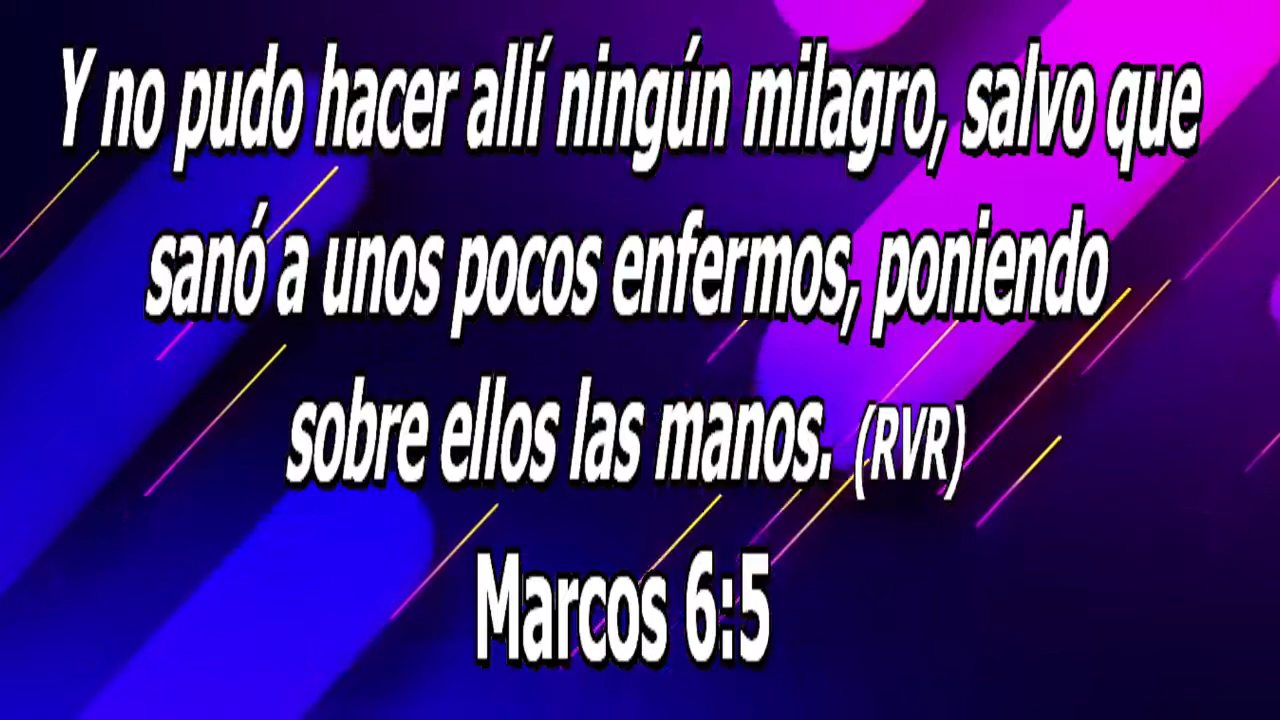 Y no pudo hacer allí ningún milagro, salvo que
sanó a unos pocos enfermos, poniendo
sobre ellos las manos. (RVR)
Marcos 6:5